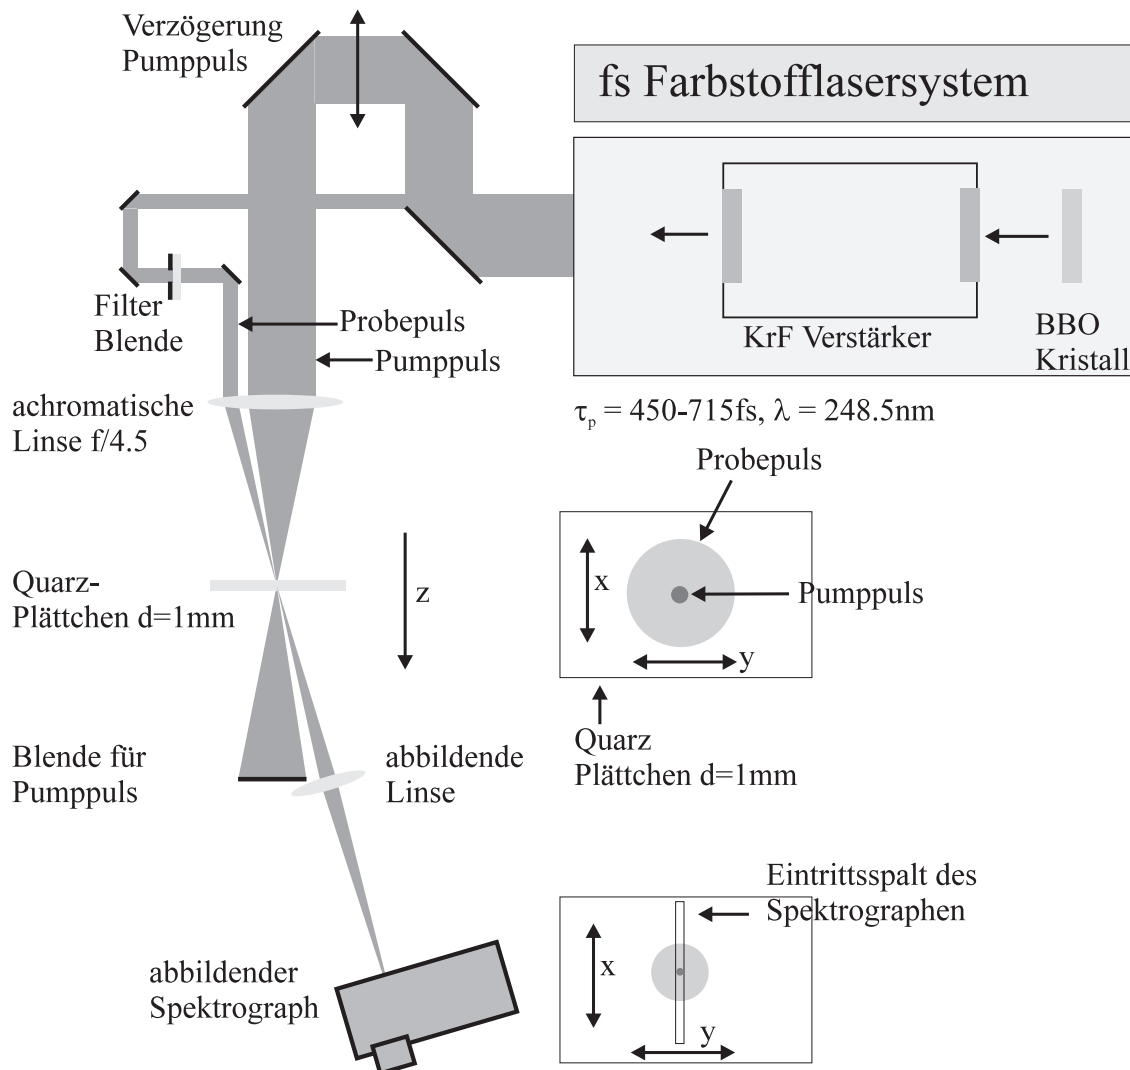 Verzögerung
Pumppuls
fs Farbstofflasersystem
KrF Verstärker
BBO
Kristall
Filter
Blende
Probepuls
Pumppuls
achromatische
Linse f/4.5
τp = 450-715fs, λ = 248.5nm
Probepuls
x
Pumppuls
y
Quarz-
Plättchen d=1mm
z
Quarz
Plättchen d=1mm
Blende für
Pumppuls
abbildende
Linse
Eintrittsspalt des
Spektrographen
x
y
abbildender
Spektrograph